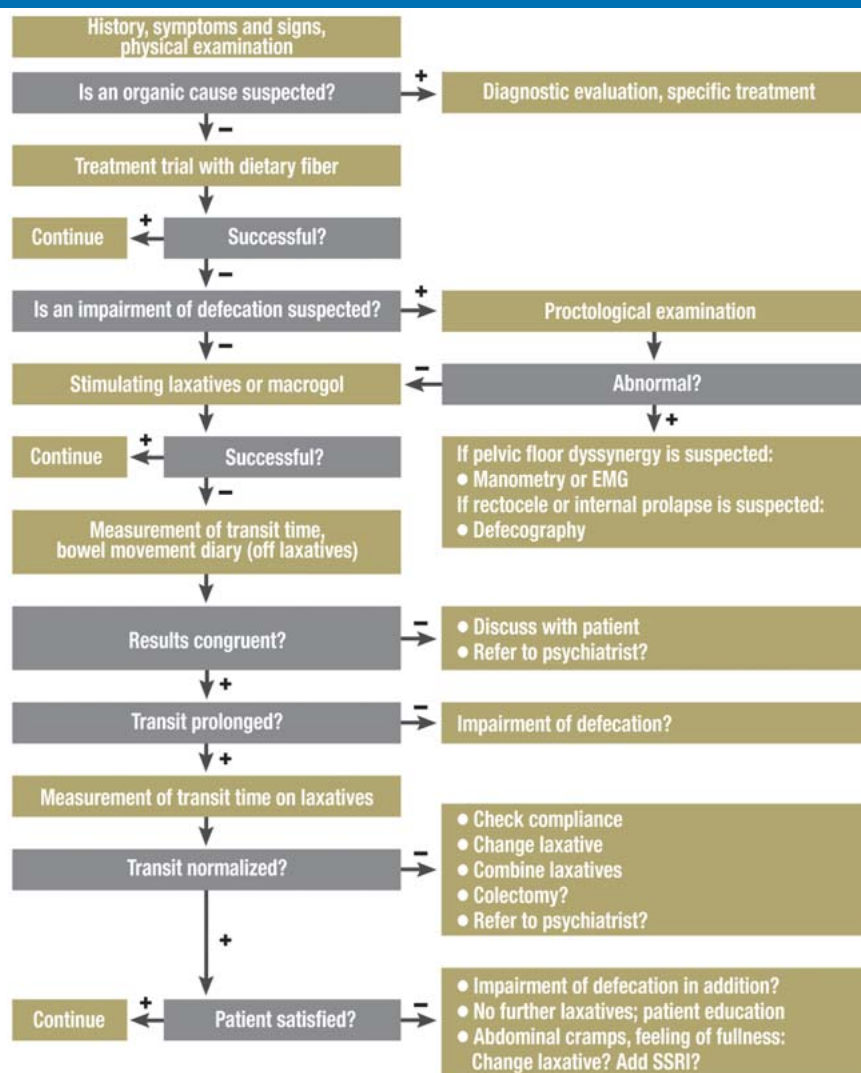 History, symptoms and signs,
physical examination
Is an organic cause suspected?
+
Diagnostic evaluation, specific treatment
–
Treatment trial with dietary fiber
Continue
+
Successful?
–
Is an impairment of defecation suspected?
+
Proctological examination
–
Stimulating laxatives or macrogol
–
Abnormal?
+
Continue
+
Successful?
–
If pelvic floor dyssynergy is suspected:
● Manometry or EMG
If rectocele or internal prolapse is suspected:
● Defecography
Measurement of transit time,
bowel movement diary (off laxatives)
Results congruent?
–
● Discuss with patient
● Refer to psychiatrist?
+
Transit prolonged?
–
Impairment of defecation?
+
Measurement of transit time on laxatives
Transit normalized?
–
● Check compliance
● Change laxative
● Combine laxatives
● Colectomy?
● Refer to psychiatrist?
+
Continue
+
Patient satisfied?
–
● Impairment of defecation in addition?
● No further laxatives; patient education
● Abdominal cramps, feeling of fullness:
Change laxative? Add SSRI?